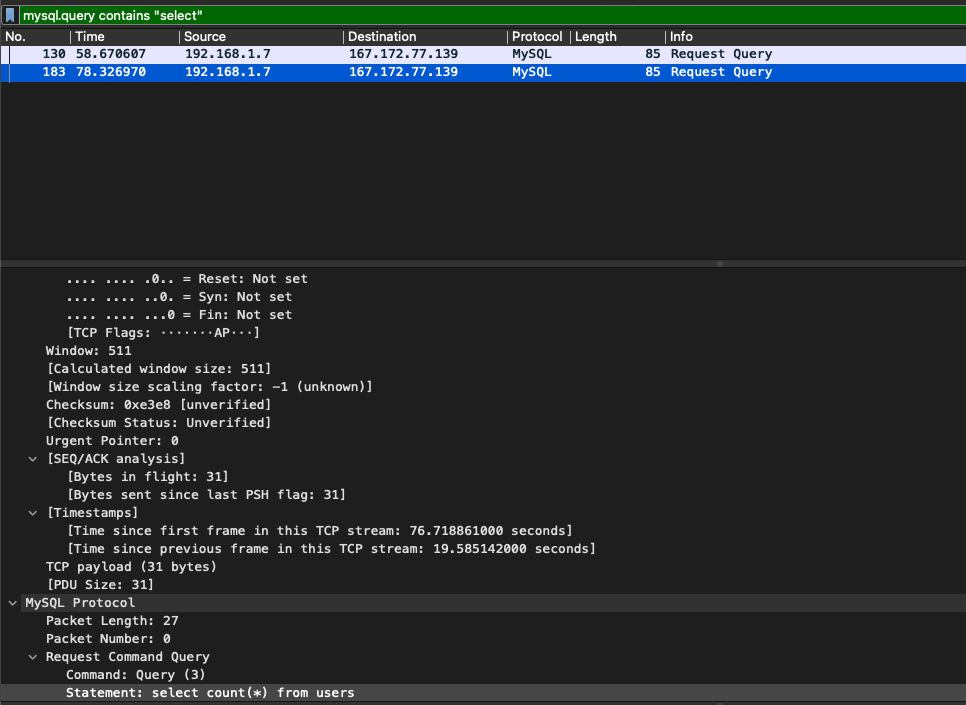 mysql.query contains "select"
No. Time Source Destination Protocol Length Info
130 58.670607 192.168.1.7 167.172.77.139 MySQL 85 Request Query
183 78.326970 192.168.1.7 167.172.77.139 MySQL 85 Request Query
.... .... .0.. = Reset: Not set
.... .... ..0. = Syn: Not set
.... .... ...0 = Fin: Not set
[TCP Flags: ·······AP···]
Window: 511
[Calculated window size: 511]
[Window size scaling factor: -1 (unknown)]
Checksum: 0xe3e8 [unverified]
[Checksum Status: Unverified]
Urgent Pointer: 0
[SEQ/ACK analysis]
[Bytes in flight: 31]
[Bytes sent since last PSH flag: 31]
[Timestamps]
[Time since first frame in this TCP stream: 76.718861000 seconds]
[Time since previous frame in this TCP stream: 19.585142000 seconds]
TCP payload (31 bytes)
[PDU Size: 31]
MySQL Protocol
Packet Length: 27
Packet Number: 0
Request Command Query
Command: Query (3)
Statement: select count(*) from users